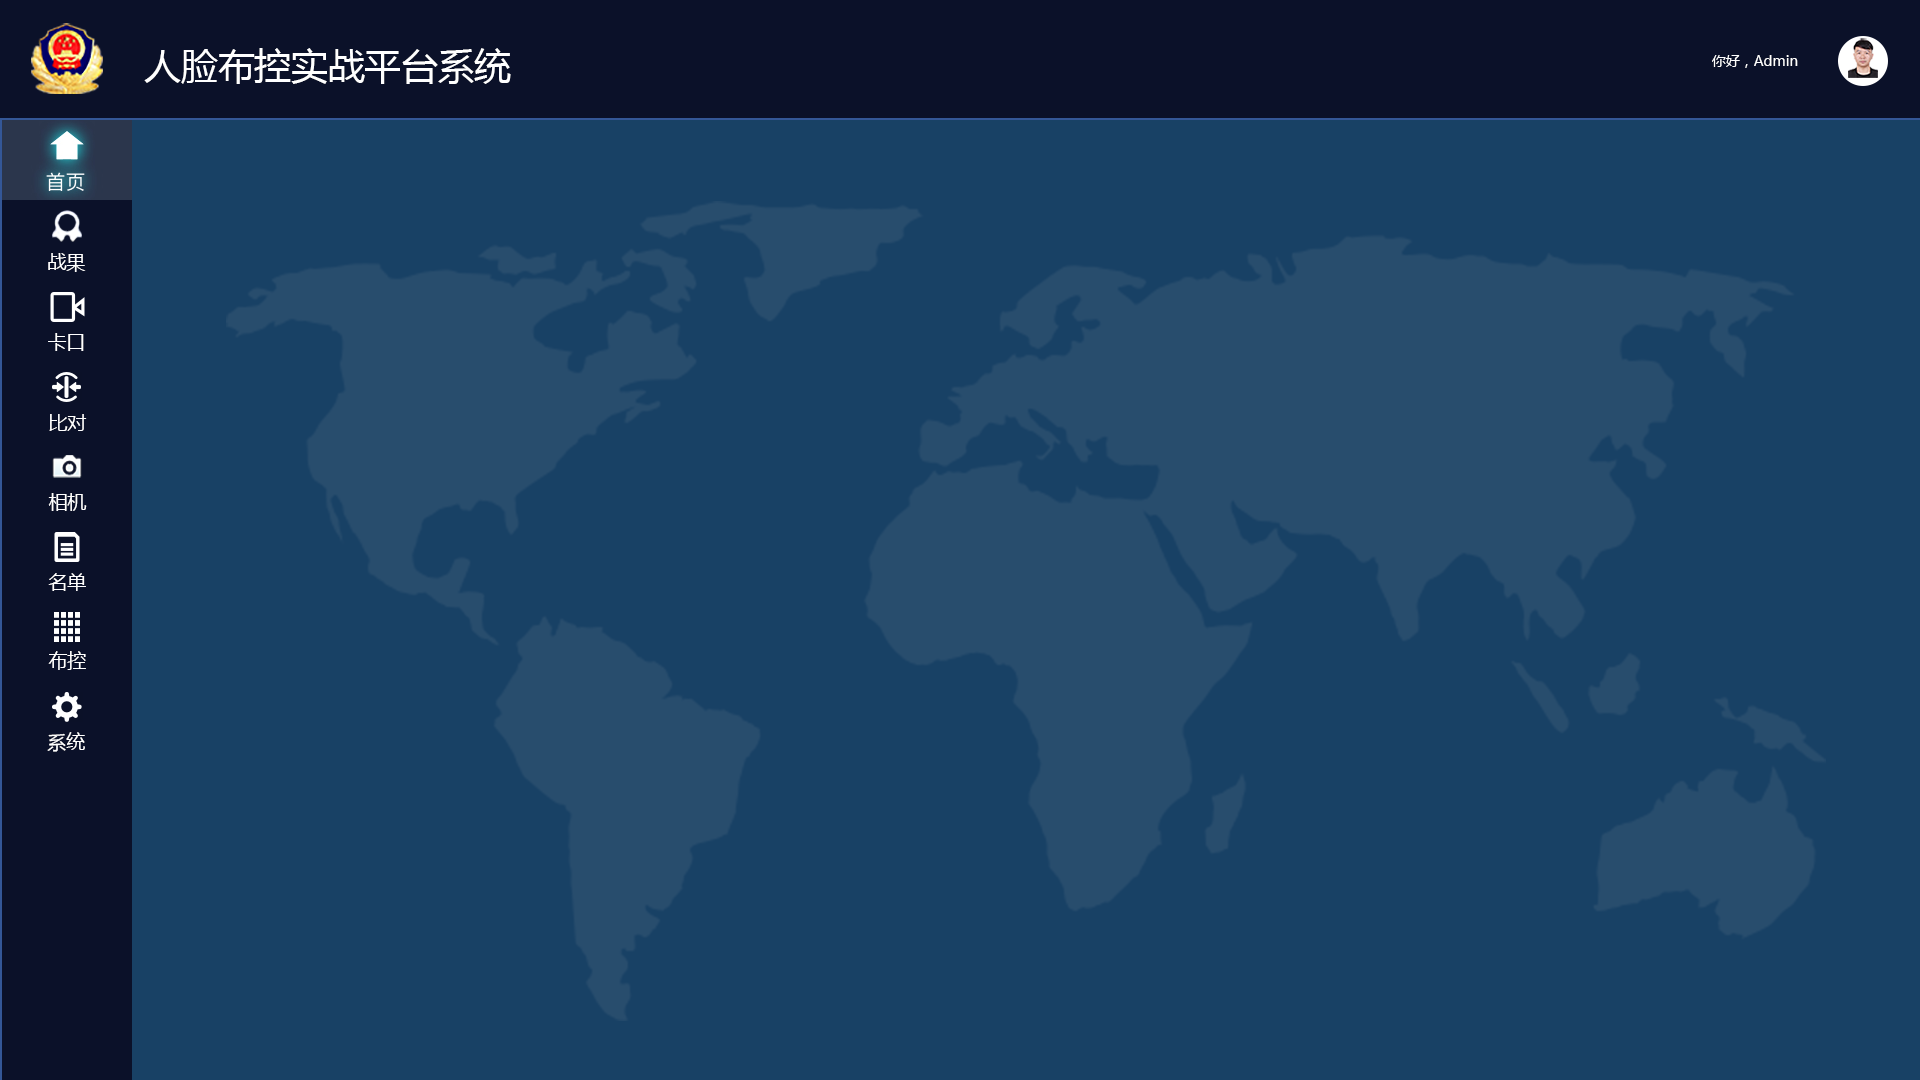 人脸布控实战平台系统
你好，Admin
首页
战果
卡口
比对
相机
名单
布控
系统